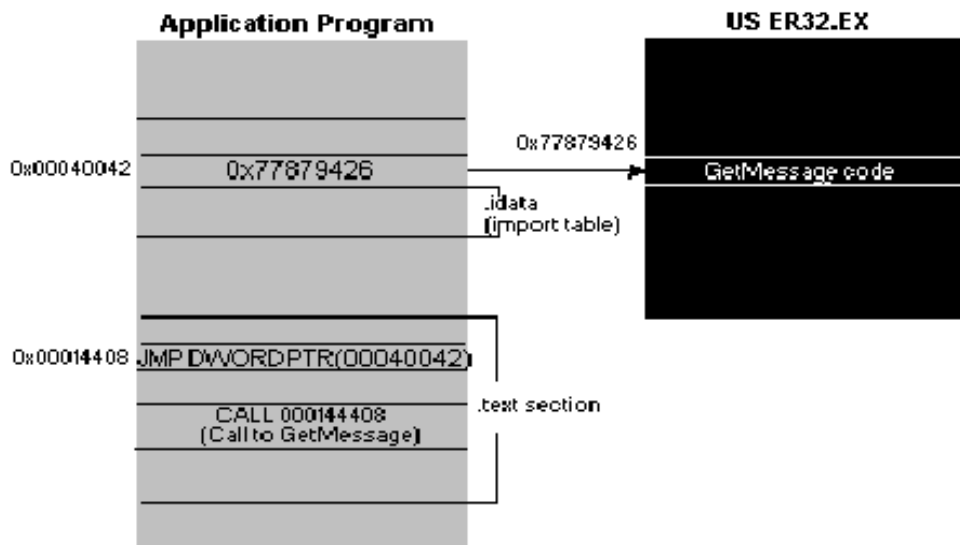 Application Program
US ER32.EX
0x77879426
0x00040042
0x77879426
GetMessage code
.idata
(import table)
0x00014408
JMP DWORDPTR(00040042)
CALL 000144408
(Call to GetMessage)
.text section